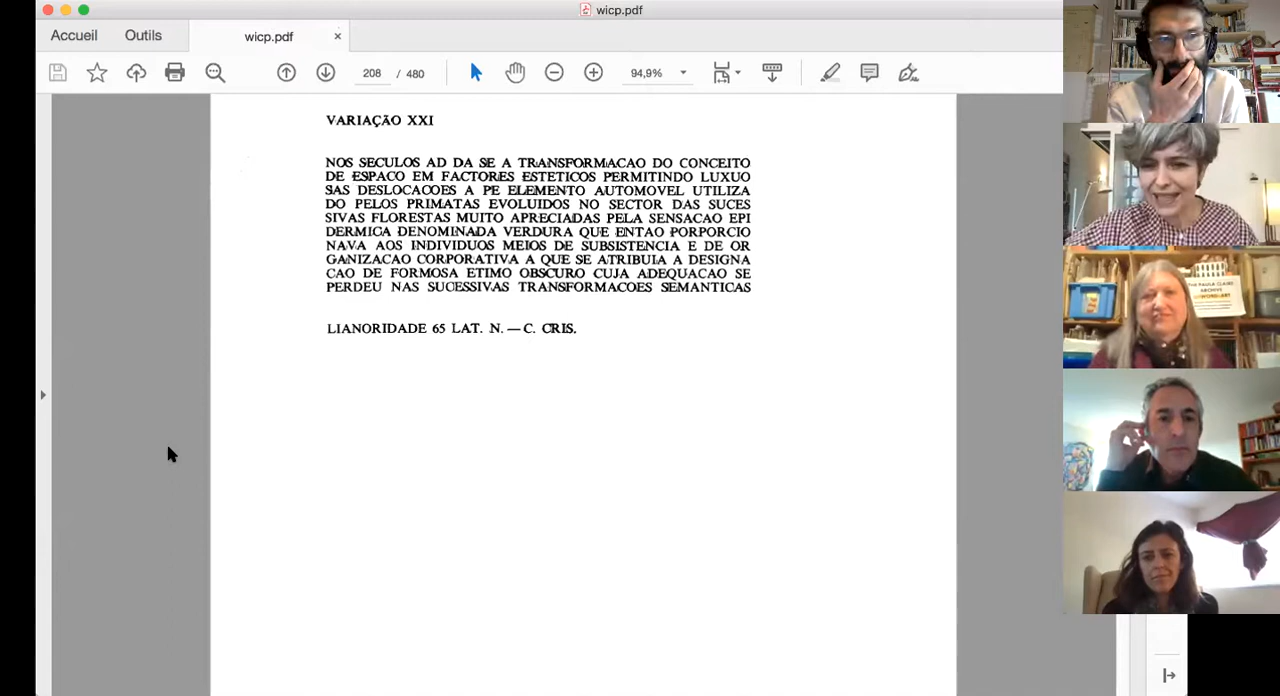 wicp.pdf
Accueil
Outils
wicp.pdf
208 / 480
94,9%
VARIAÇÃO XXI
NOS SECULOS AD DA SE A TRANSFORMACAO DO CONCEITO
DE ESPACO EM FACTORES ESTETICOS PERMITINDO LUXUO
SAS DESLOCACOES A PE ELEMENTO AUTOMOVEL UTILIZA
DO PELOS PRIMATAS EVOLUIDOS NO SECTOR DAS SUCES
SIVAS FLORESTAS MUITO APRECIADAS PELA SENSACAO EPI
DERMICA DENOMINADA VERDURA QUE ENTAO PORPORCIO
NAVA AOS INDIVIDUOS MEIOS DE SUBSISTENCIA E DE OR
GANIZACAO CORPORATIVA A QUE SE ATRIBUIA A DESIGNA
CAO DE FORMOSA ETIMO OBSCURO CUJA ADEQUACAO SE
PERDEU NAS SUCESSIVAS TRANSFORMACOES SEMANTICAS
LIANORIDADE 65 LAT. N. — C. CRIS.
THE PAULA CLAIRE
ARCHIVE